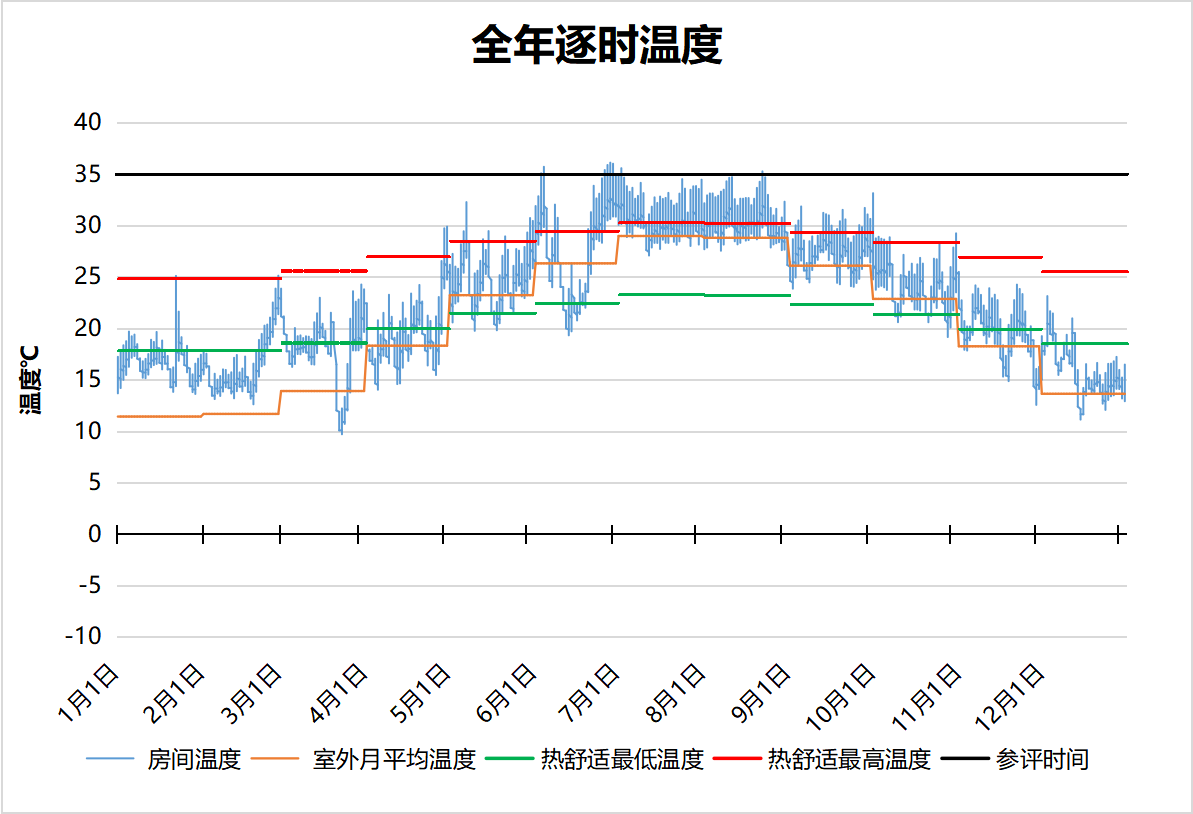 全年逐时温度
温度℃
40
35
30
25
20
15
10
5
0
-5
-10
1月1日
2月1日
3月1日
4月1日
5月1日
6月1日
7月1日
8月1日
9月1日
10月1日
11月1日
12月1日
房间温度 室外月平均温度 热舒适最低温度 热舒适最高温度 参评时间